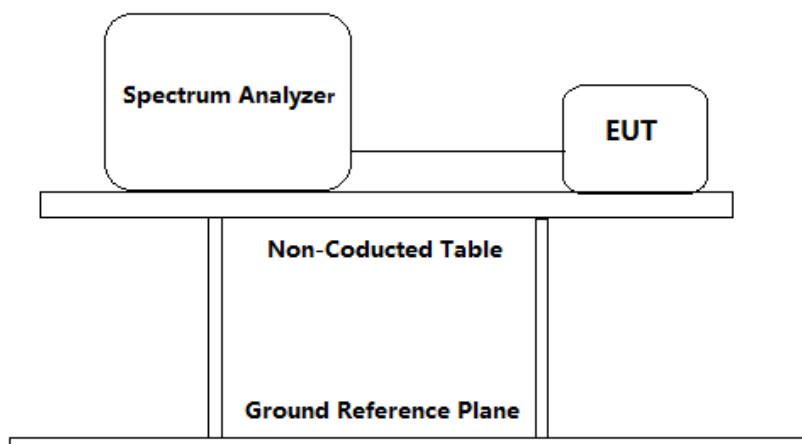 Spectrum Analyzer
EUT
Non-Coducted Table
Ground Reference Plane